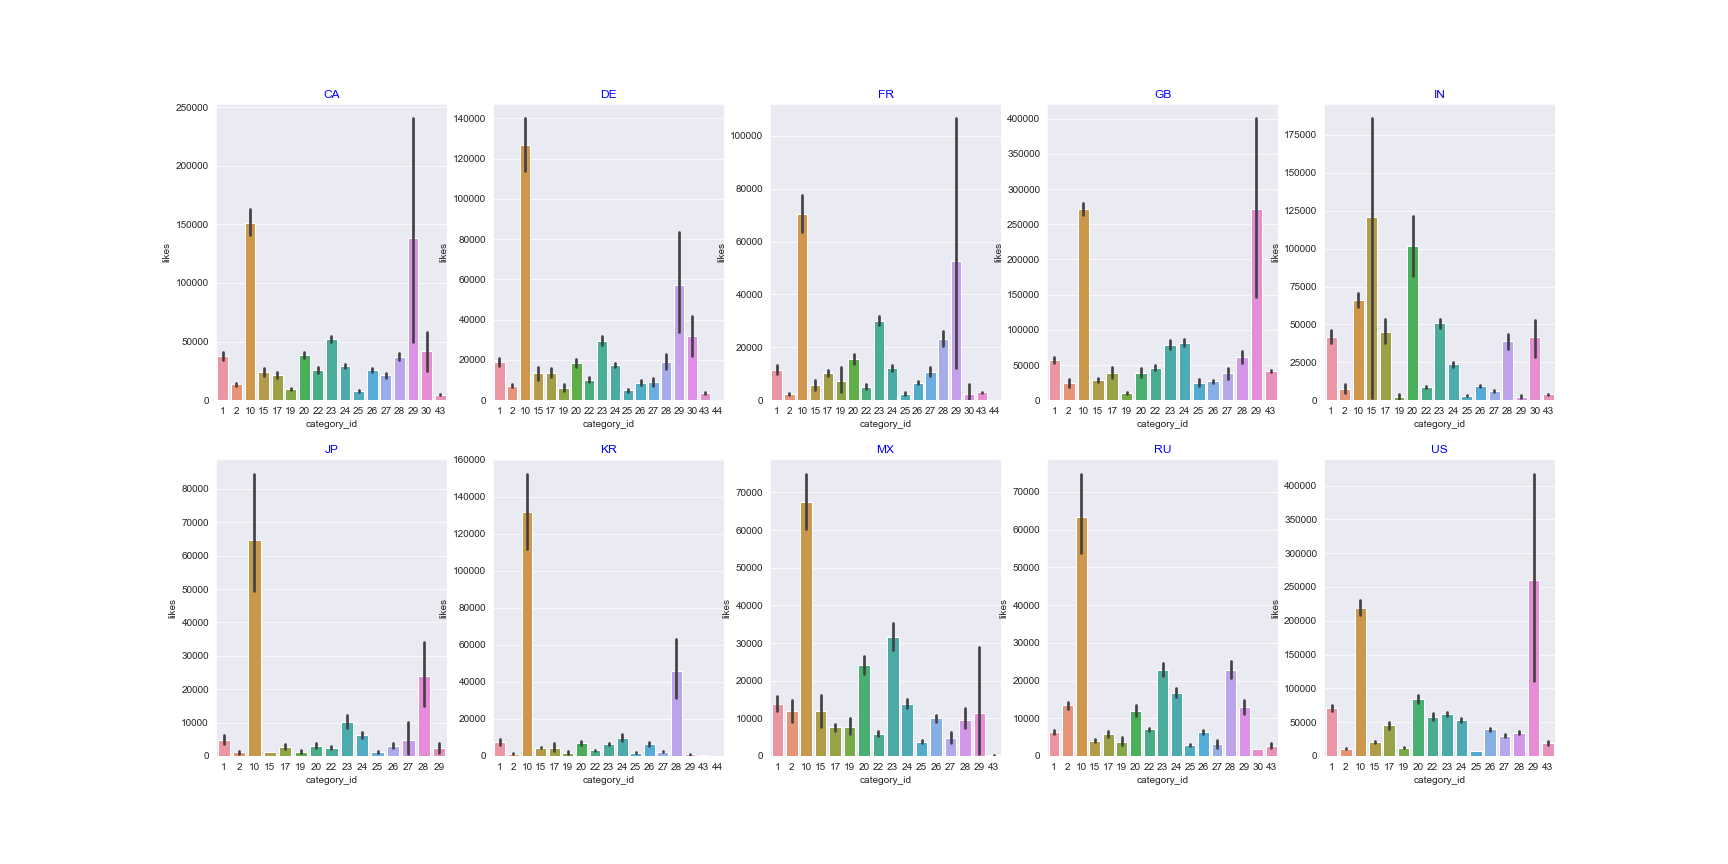 CA
250000
200000
150000
100000
50000
0
likes
1 2 10 15 17 19 20 22 23 24 25 26 27 28 29 30 43
category_id
DE
140000
120000
100000
80000
60000
40000
20000
0
likes
1 2 10 15 17 19 20 22 23 24 25 26 27 28 29 30 43 44
category_id
FR
100000
80000
60000
40000
20000
0
likes
1 2 10 15 17 19 20 22 23 24 25 26 27 28 29 30 43 44
category_id
GB
400000
350000
300000
250000
200000
150000
100000
50000
0
likes
1 2 10 15 17 19 20 22 23 24 25 26 27 28 29 43
category_id
IN
175000
150000
125000
100000
75000
50000
25000
0
likes
1 2 10 15 17 19 20 22 23 24 25 26 27 28 29 30 43
category_id
JP
80000
70000
60000
50000
40000
30000
20000
10000
0
likes
1 2 10 15 17 19 20 22 23 24 25 26 27 28 29
category_id
KR
160000
140000
120000
100000
80000
60000
40000
20000
0
likes
1 2 10 15 17 19 20 22 23 24 25 26 27 28 29 43 44
category_id
MX
70000
60000
50000
40000
30000
20000
10000
0
likes
1 2 10 15 17 19 20 22 23 24 25 26 27 28 29 43
category_id
RU
70000
60000
50000
40000
30000
20000
10000
0
likes
1 2 10 15 17 19 20 22 23 24 25 26 27 28 29 30 43
category_id
US
400000
350000
300000
250000
200000
150000
100000
50000
0
1 2 10 15 17 19 20 22 23 24 25 26 27 28 29 43
category_id